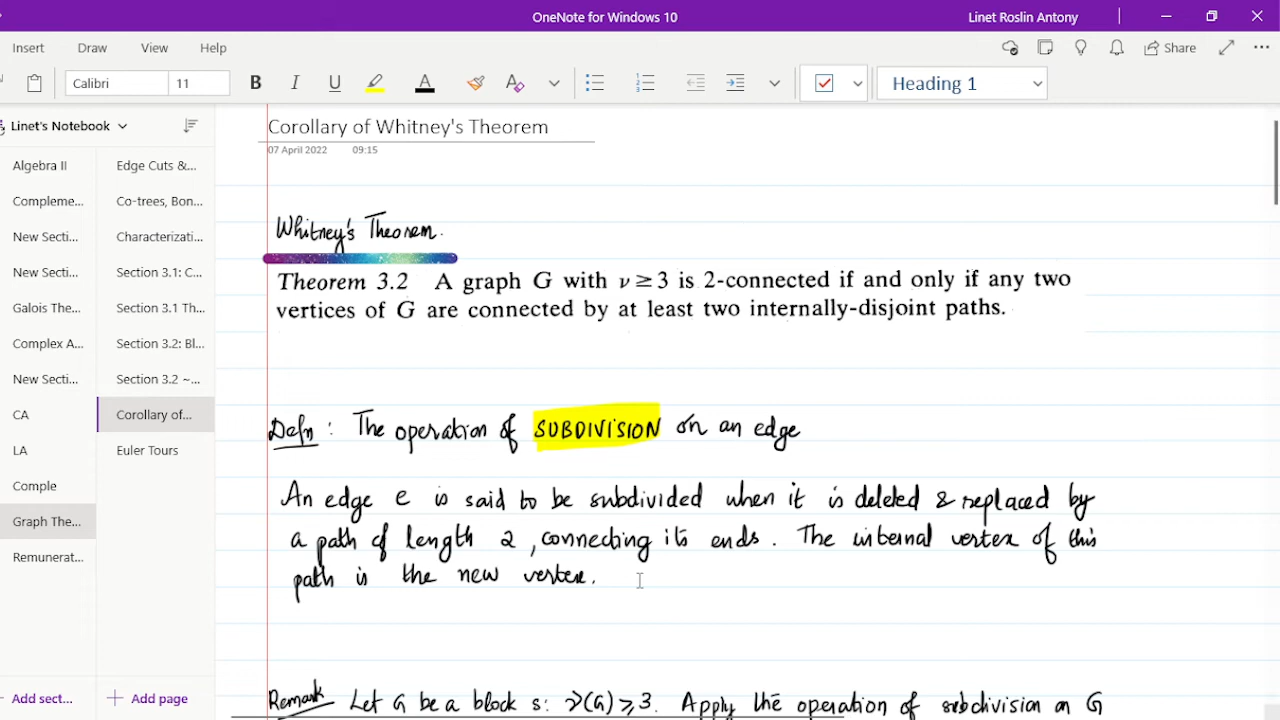 OneNote for Windows 10
Linet Roslin Antony
Insert Draw View Help
Share
Calibri 11 B I U A Heading 1
Linet's Notebook
Algebra II
Compleme...
New Secti...
New Secti...
Galois The...
Complex A...
New Secti...
CA
LA
Comple
Graph The...
Remunerat...
Add sect...
Edge Cuts &...
Co-trees, Bon...
Characterizati...
Section 3.1: C...
Section 3.1 Th...
Section 3.2: Bl...
Section 3.2 ~...
Corollary of...
Euler Tours
Add page
Corollary of Whitney's Theorem
07 April 2022 09:15
Whitney's Theorem.
Theorem 3.2 A graph G with ν ≥ 3 is 2-connected if and only if any two
vertices of G are connected by at least two internally-disjoint paths.
Defn : The operation of SUBDIVISION on an edge
An edge e is said to be subdivided when it is deleted & replaced by
a path of length 2, connecting its ends. The internal vertex of this
path is the new vertex.
Remark Let G be a block s: ν(G) ≥ 3. Apply the operation of subdivision on G